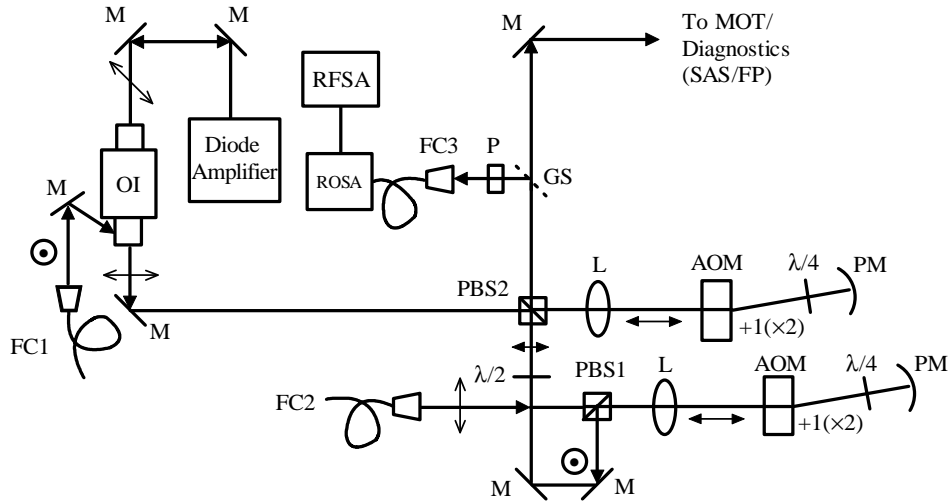 M
M
M
To MOT/
Diagnostics
(SAS/FP)
RFSA
Diode
Amplifier
FC3
P
ROSA
GS
OI
M
PBS2
L
AOM
λ/4
PM
+1(×2)
M
FC1
λ/2
PBS1
L
AOM
λ/4
PM
FC2
+1(×2)
M
M